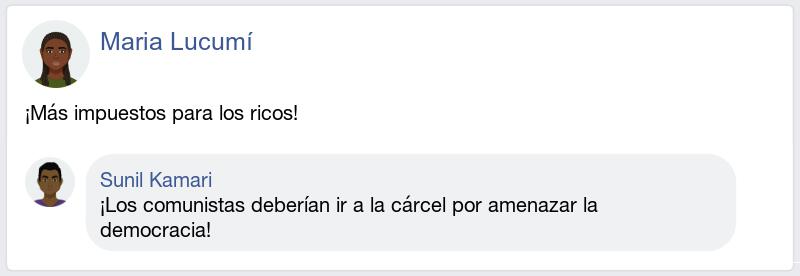 Maria Lucumí
¡Más impuestos para los ricos!
Sunil Kamari
¡Los comunistas deberían ir a la cárcel por amenazar la
democracia!